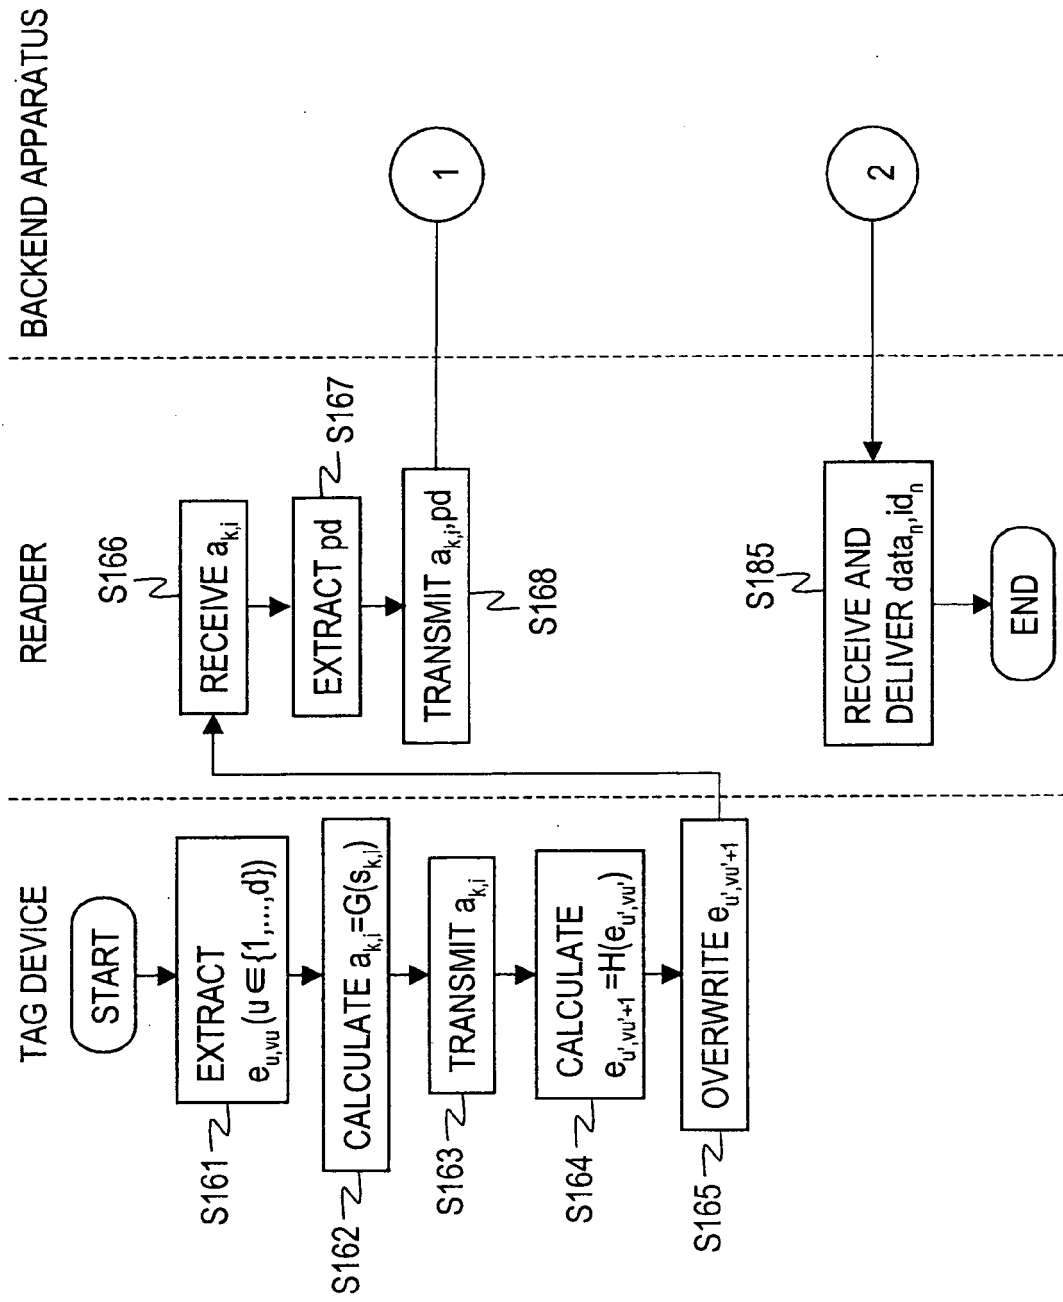 TAG DEVICE
START
EXTRACT
e_{u,vu} (u∈{1,...,d})
S161
CALCULATE a_{k,i}=G(s_{k,i})
S162
TRANSMIT a_{k,i}
S163
CALCULATE
e_{u',vu'+1} =H(e_{u',vu'})
S164
OVERWRITE e_{u',vu'+1}
S165
READER
S166
RECEIVE a_{k,i}
EXTRACT pd
S167
TRANSMIT a_{k,i},pd
S168
S185
RECEIVE AND
DELIVER data_n,id_n
END
BACKEND APPARATUS
1
2